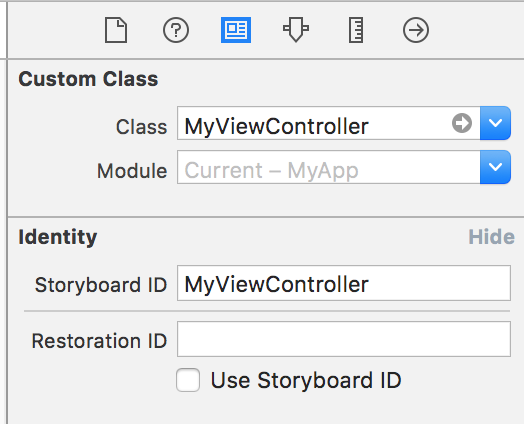 Custom Class
Class MyViewController
Module Current – MyApp
Identity Hide
Storyboard ID MyViewController
Restoration ID
Use Storyboard ID